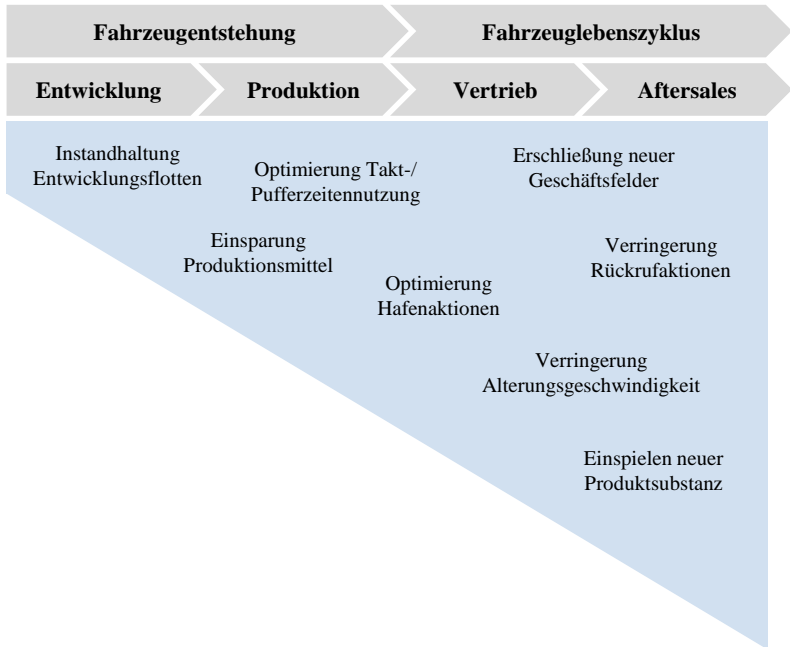 Fahrzeugentstehung
Fahrzeuglebenszyklus
Entwicklung
Produktion
Vertrieb
Aftersales
Instandhaltung
Entwicklungsflotten
Optimierung Takt-/
Pufferzeitennutzung
Erschließung neuer
Geschäftsfelder
Einsparung
Produktionsmittel
Verringerung
Rückrufaktionen
Optimierung
Hafenaktionen
Verringerung
Alterungsgeschwindigkeit
Einspielen neuer
Produktsubstanz